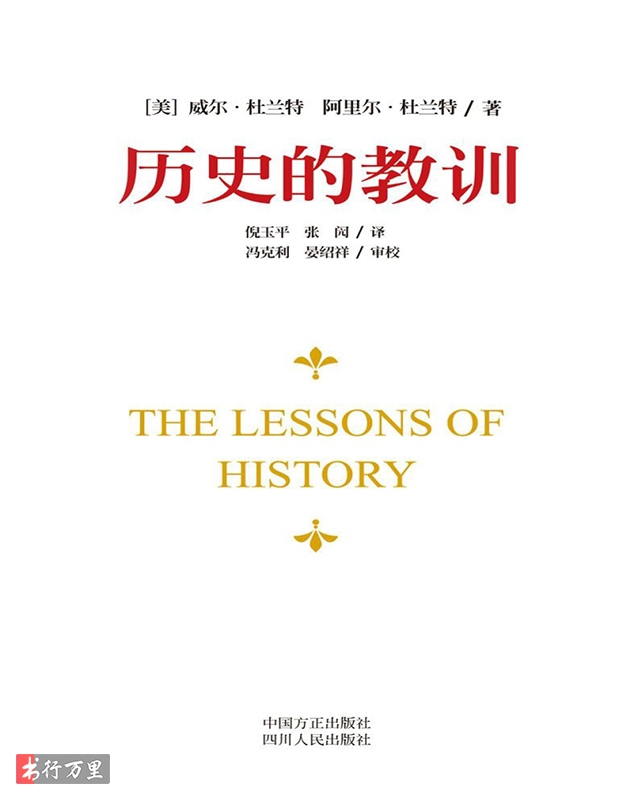 [美] 威尔·杜兰特 阿里尔·杜兰特 / 著
历史的教训
倪玉平 张 闶 / 译
冯克利 晏绍祥 / 审校
THE LESSONS OF
HISTORY
中国方正出版社
四川人民出版社
书行万里